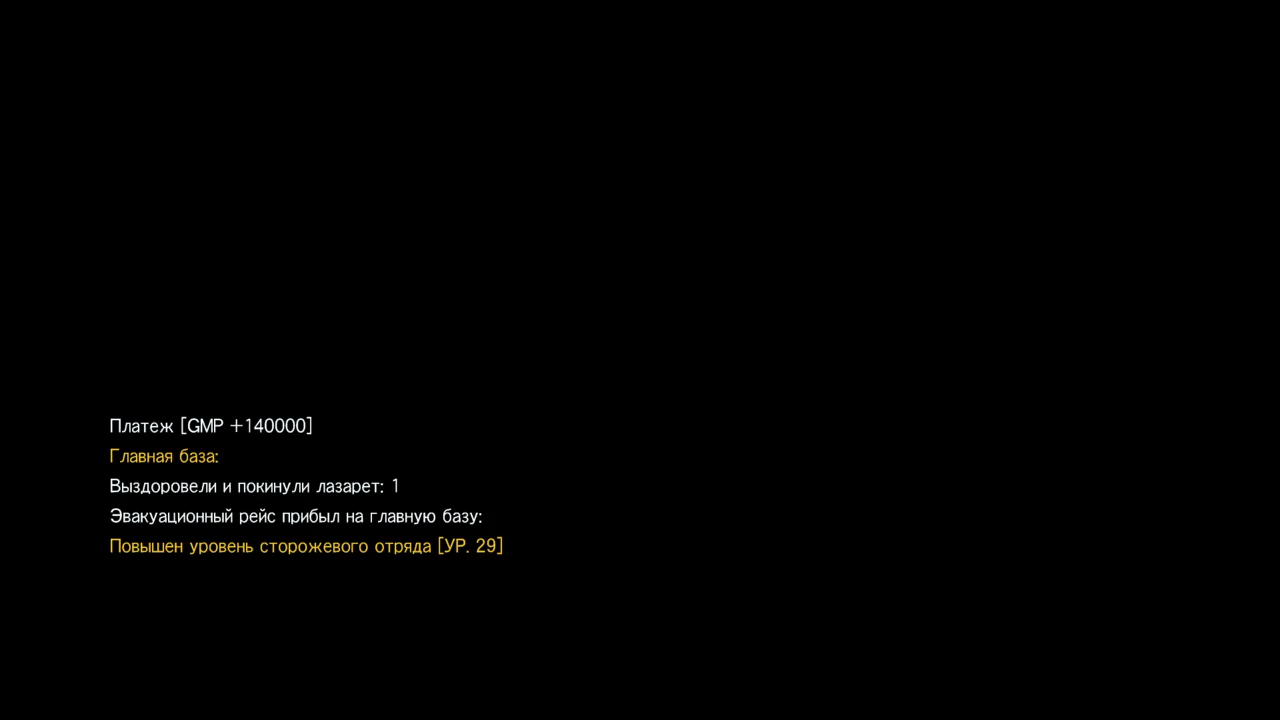 Платеж [GMP +140000]
Главная база:
Выздоровели и покинули лазарет: 1
Эвакуационный рейс прибыл на главную базу:
Повышен уровень сторожевого отряда [УР. 29]